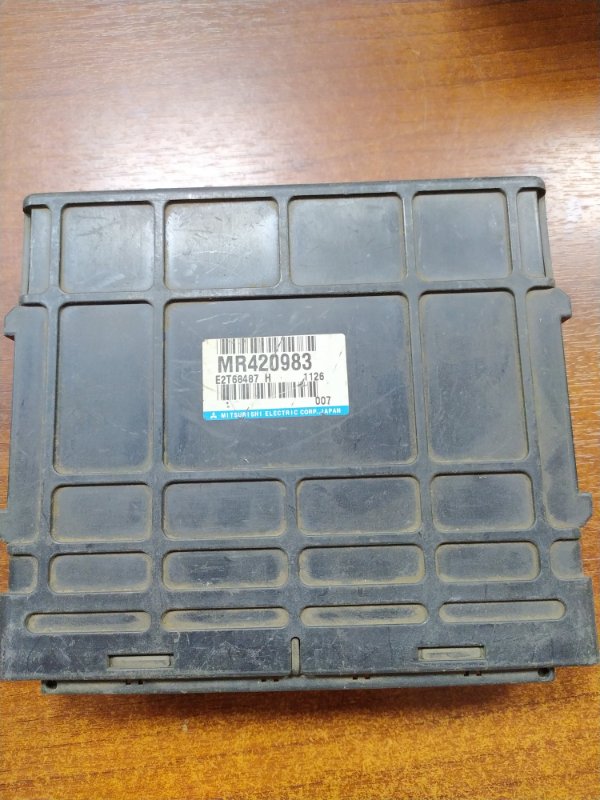 MR420983
E2T68487 H 1126
007
MITSUBISHI ELECTRIC CORP. JAPAN